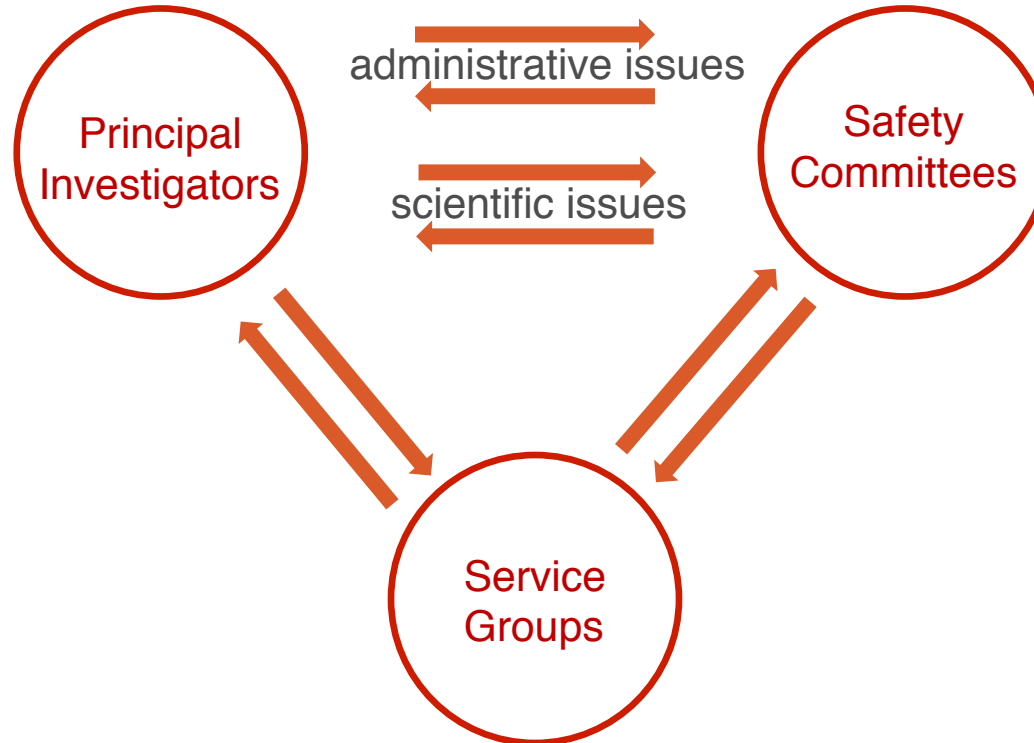 administrative issues
Principal
Investigators
Safety
Committees
scientific issues
Service
Groups